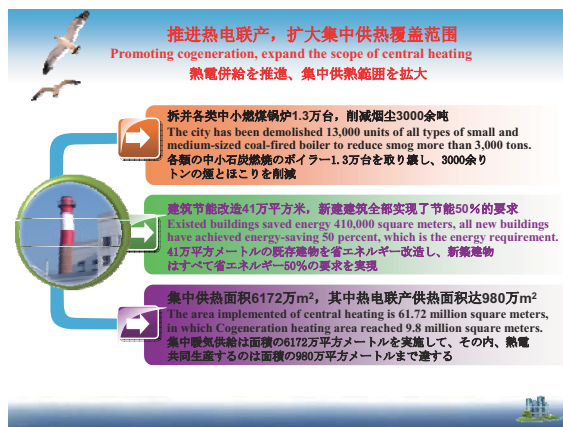 推进热电联产，扩大集中供热覆盖范围
Promoting cogeneration, expand the scope of central heating
熱電併給を推進、集中供熱範囲を拡大
拆并各类中小燃煤锅炉1.3万台，削减烟尘3000余吨
The city has been demolished 13,000 units of all types of small and
medium-sized coal-fired boiler to reduce smog more than 3,000 tons.
各類の中小石炭燃焼のボイラー1.3万台を取り壊し、3000余り
トンの煙とほこりを削減
建筑节能改造41万平方米，新建建筑全部实现了节能50％的要求
Existed buildings saved energy 410,000 square meters, all new buildings
have achieved energy-saving 50 percent, which is the energy requirement.
41万平方メートルの既存建物を省エネルギー改造し、新築建物
はすべて省エネルギー50％の要求を実現
集中供热面积6172万m²，其中热电联产供热面积达980万m²
The area implemented of central heating is 61.72 million square meters,
in which Cogeneration heating area reached 9.8 million square meters.
集中暖気供給は面積の6172万平方メートルを実施して、その内、熱電
共同生産するのは面積の980万平方メートルまで達する